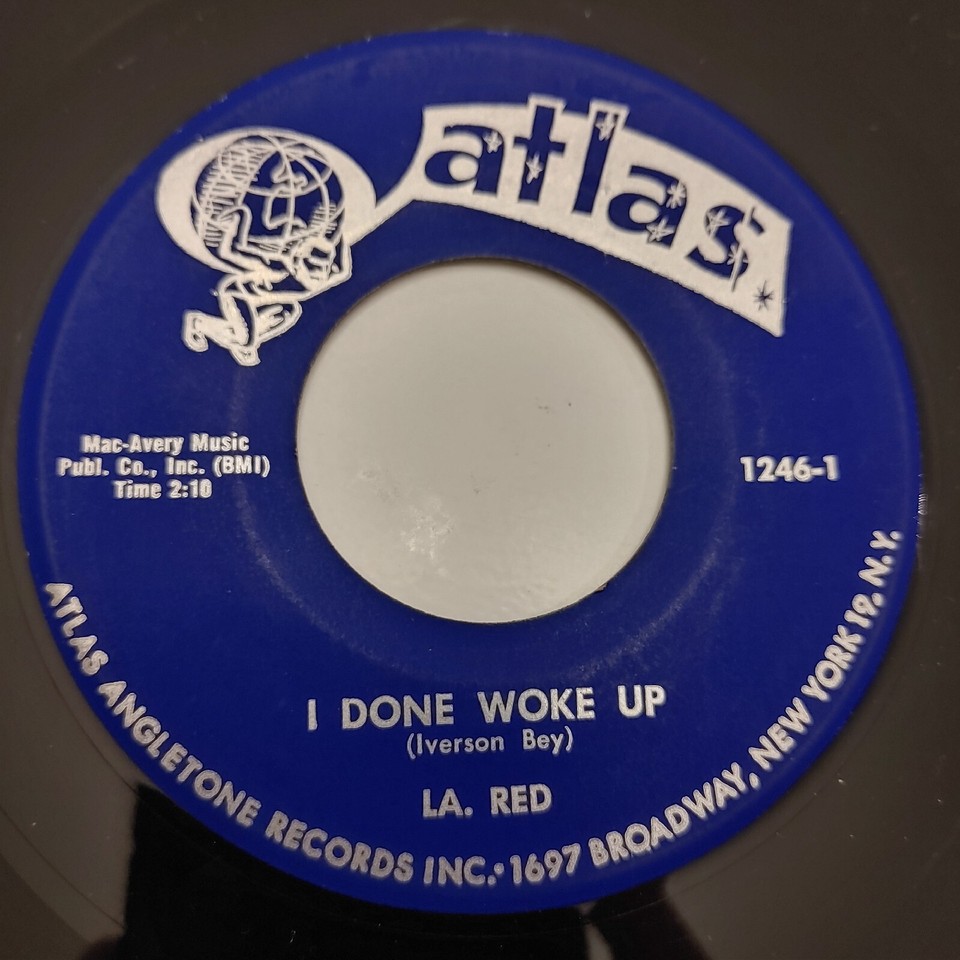 atlas
Mac-Avery Music
Publ. Co., Inc. (BMI)
Time 2:10
1246-1
I DONE WOKE UP
(Iverson Bey)
LA. RED
ATLAS ANGLETONE RECORDS INC.• 1697 BROADWAY, NEW YORK 19, N.Y.